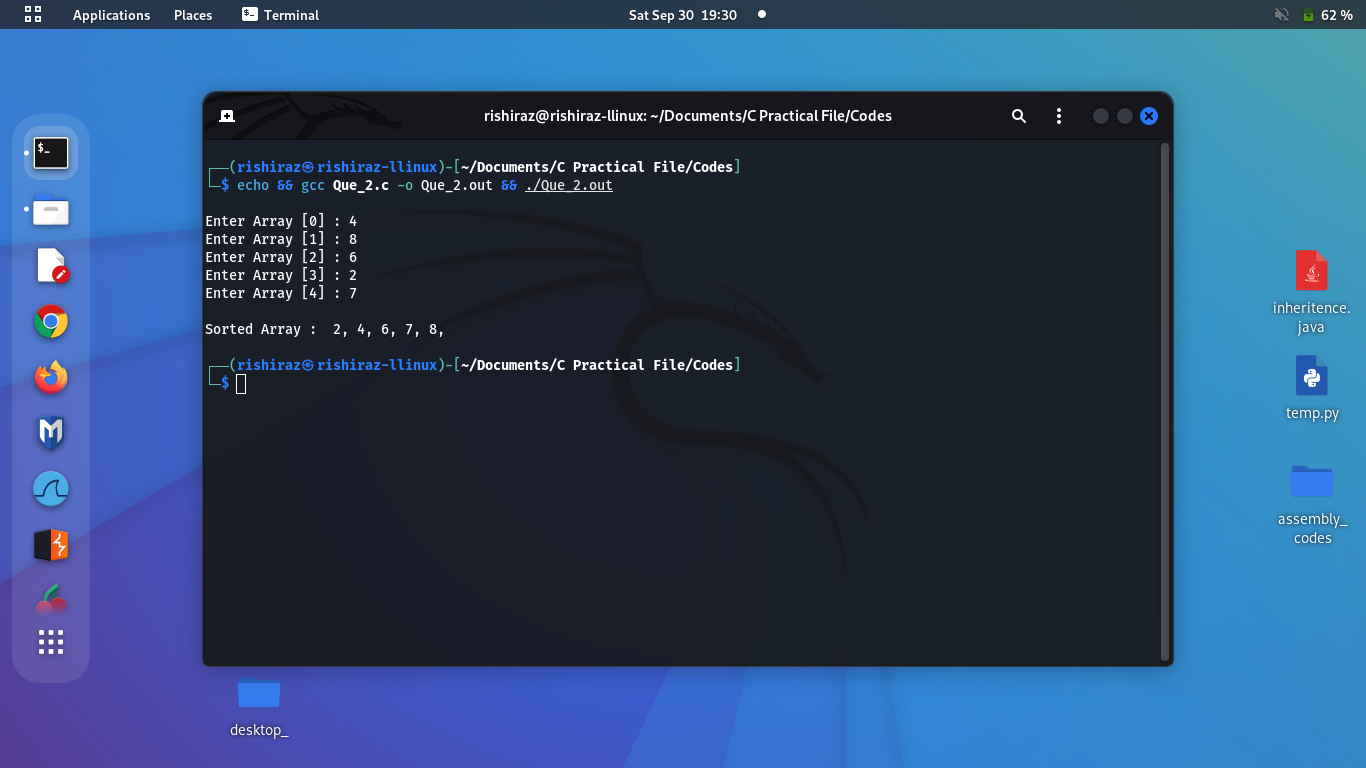 Applications Places Terminal Sat Sep 30 19:30 62 %
rishiraz@rishiraz-llinux: ~/Documents/C Practical File/Codes
┌──(rishiraz㉿rishiraz-llinux)-[~/Documents/C Practical File/Codes]
└─$ echo && gcc Que_2.c -o Que_2.out && ./Que_2.out
Enter Array [0] : 4
Enter Array [1] : 8
Enter Array [2] : 6
Enter Array [3] : 2
Enter Array [4] : 7
Sorted Array :  2, 4, 6, 7, 8,
┌──(rishiraz㉿rishiraz-llinux)-[~/Documents/C Practical File/Codes]
└─$
$_
inheritence.
java
temp.py
assembly_
codes
desktop_